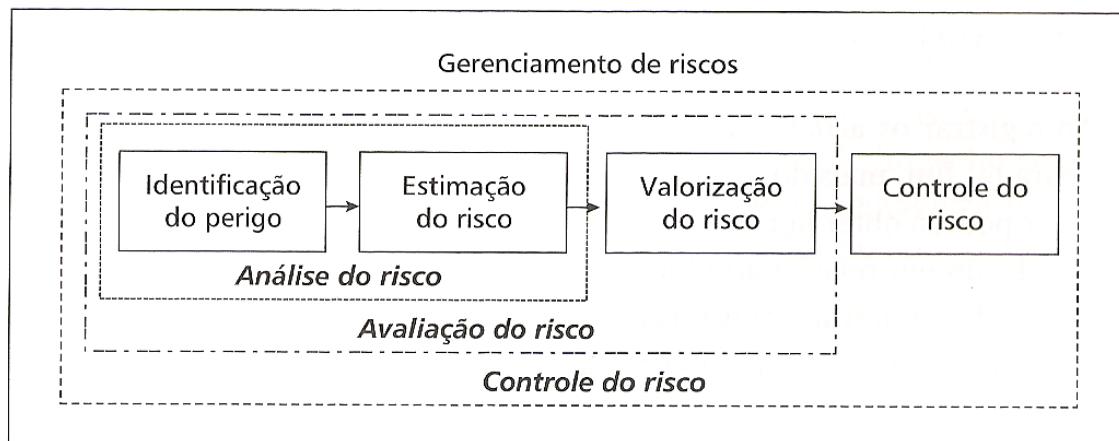 Gerenciamento de riscos
Identificação
do perigo
Estimação
do risco
Valorização
do risco
Controle do
risco
Análise do risco
Avaliação do risco
Controle do risco